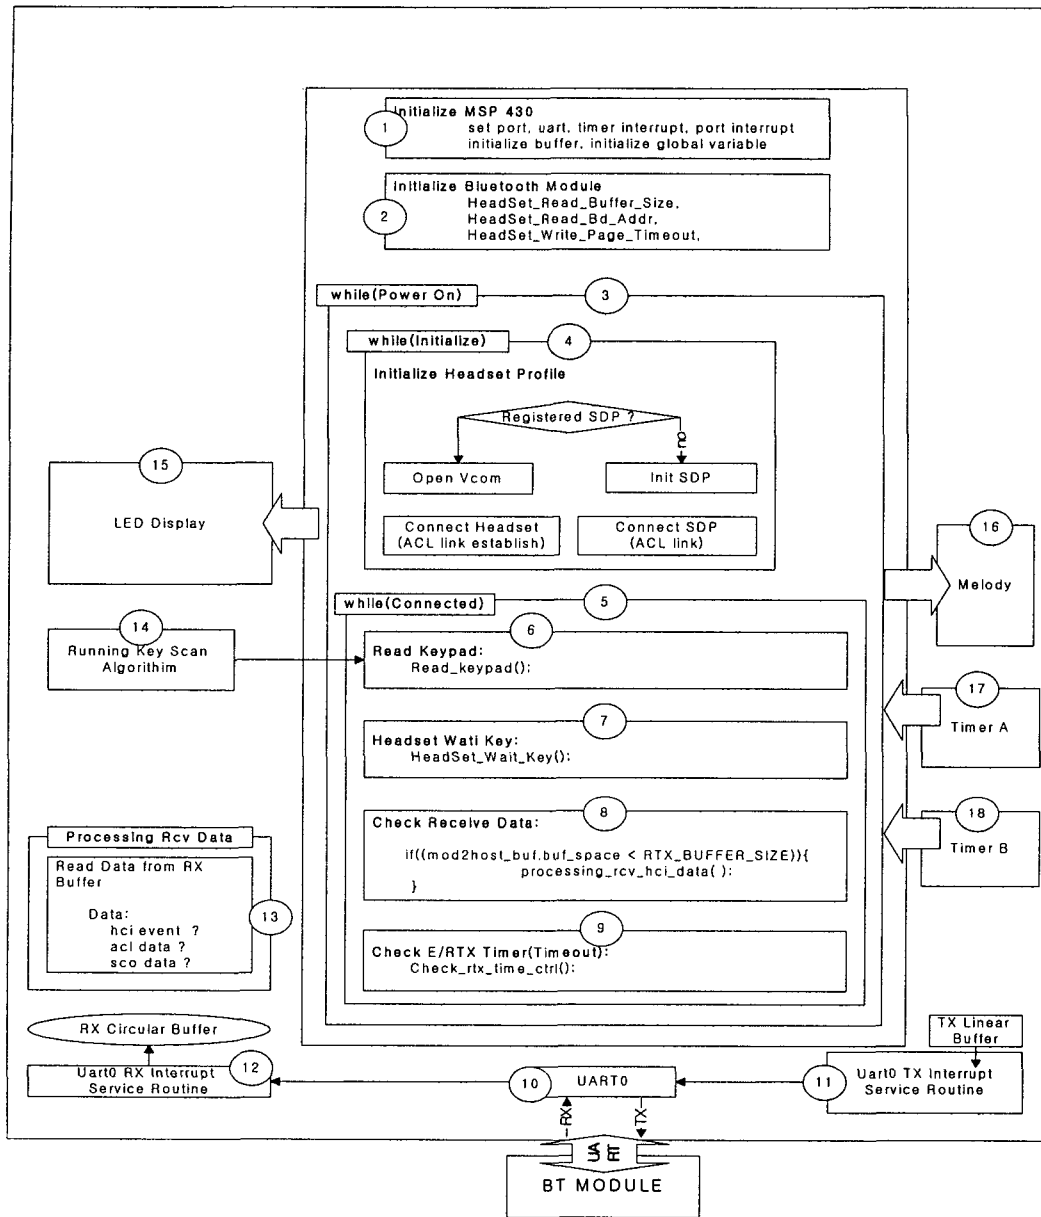 Initialize MSP 430
1
set port, uart, timer interrupt, port interrupt
initialize buffer, initialize global variable
Initialize Bluetooth Module
2
HeadSet_Read_Buffer_Size,
HeadSet_Read_Bd_Addr,
HeadSet_Write_Page_Timeout,
while(Power On)
3
while(Initialize)
4
Initialize Headset Profile
Registered SDP ?
no
Open Vcom
Init SDP
Connect Headset
(ACL link establish)
Connect SDP
(ACL link)
15
LED Display
16
Melody
while(Connected)
5
14
Running Key Scan
Algorithim
6
Read Keypad:
Read_keypad();
17
Timer A
7
Headset Wati Key:
HeadSet_Wait_Key();
18
Timer B
8
Check Receive Data:
if((mod2host_buf.buf_space < RTX_BUFFER_SIZE)){
processing_rcv_hci_data( );
}
Processing Rcv Data
Read Data from RX
Buffer
13
Data:
hci event ?
acl data ?
sco data ?
9
Check E/RTX Timer(Timeout):
Check_rtx_time_ctrl();
RX Circular Buffer
TX Linear
Buffer
12
Uart0 RX Interrupt
Service Routine
10
UART0
11
Uart0 TX Interrupt
Service Routine
RX
TX
UA
RT
BT MODULE